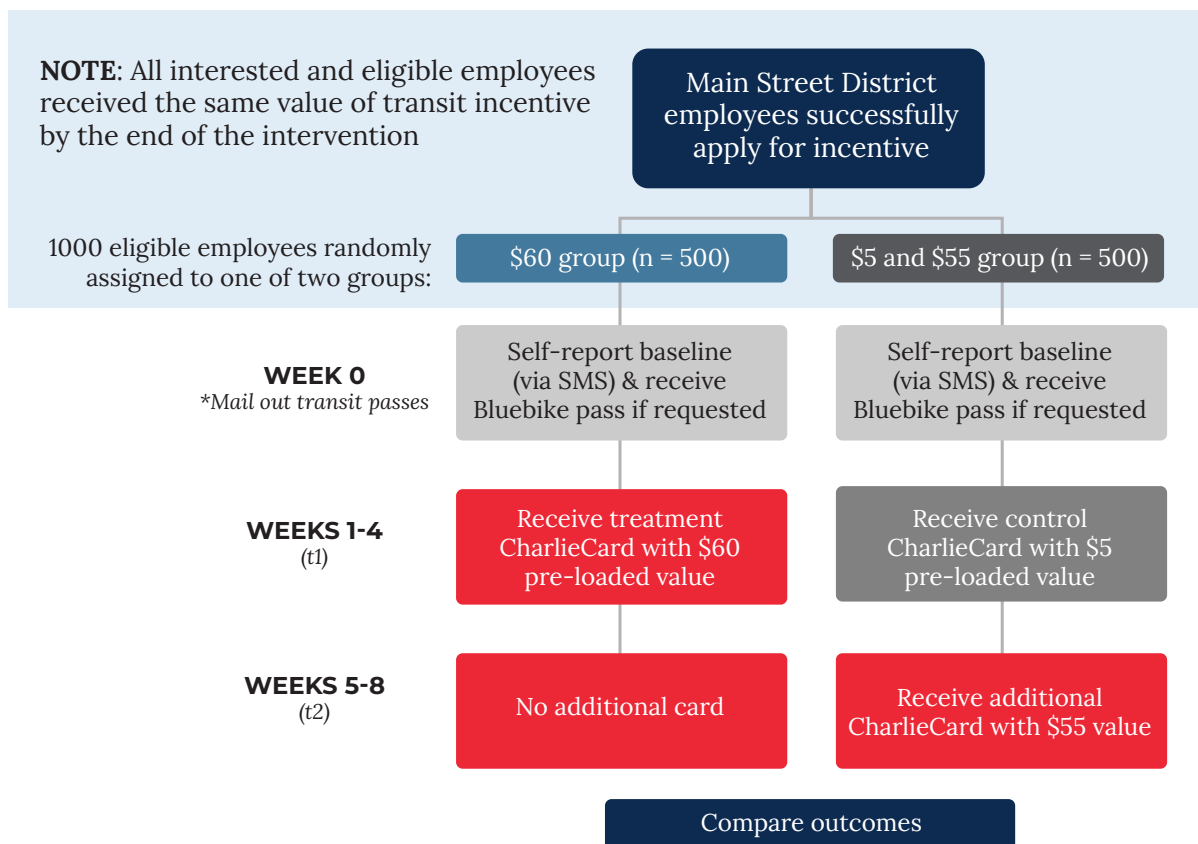 NOTE: All interested and eligible employees
received the same value of transit incentive
by the end of the intervention
Main Street District
employees successfully
apply for incentive
1000 eligible employees randomly
assigned to one of two groups:
$60 group (n = 500)
$5 and $55 group (n = 500)
WEEK 0
*Mail out transit passes
Self-report baseline
(via SMS) & receive
Bluebike pass if requested
Self-report baseline
(via SMS) & receive
Bluebike pass if requested
WEEKS 1-4
(t1)
Receive treatment
CharlieCard with $60
pre-loaded value
Receive control
CharlieCard with $5
pre-loaded value
WEEKS 5-8
(t2)
No additional card
Receive additional
CharlieCard with $55 value
Compare outcomes